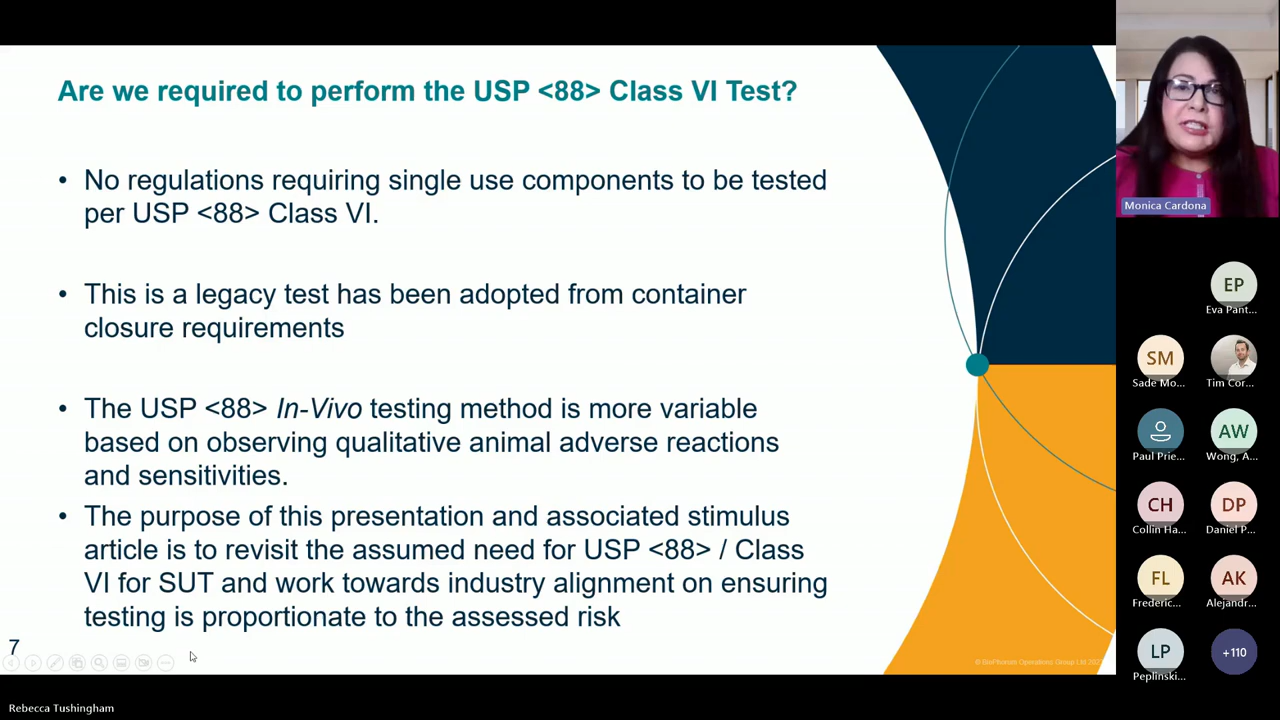 Are we required to perform the USP <88> Class VI Test?
• No regulations requiring single use components to be tested
per USP <88> Class VI.
• This is a legacy test has been adopted from container
closure requirements
• The USP <88> In-Vivo testing method is more variable
based on observing qualitative animal adverse reactions
and sensitivities.
• The purpose of this presentation and associated stimulus
article is to revisit the assumed need for USP <88> / Class
VI for SUT and work towards industry alignment on ensuring
testing is proportionate to the assessed risk
7
© BioPhorum Operations Group Ltd
Monica Cardona
EP
Eva Pant...
SM
Sade Mo...
Tim Cor...
Paul Prie...
AW
Wong, A...
CH
Collin Ha...
DP
Daniel P...
FL
Frederic...
AK
Alejandr...
LP
Peplinski...
+110
Rebecca Tushingham